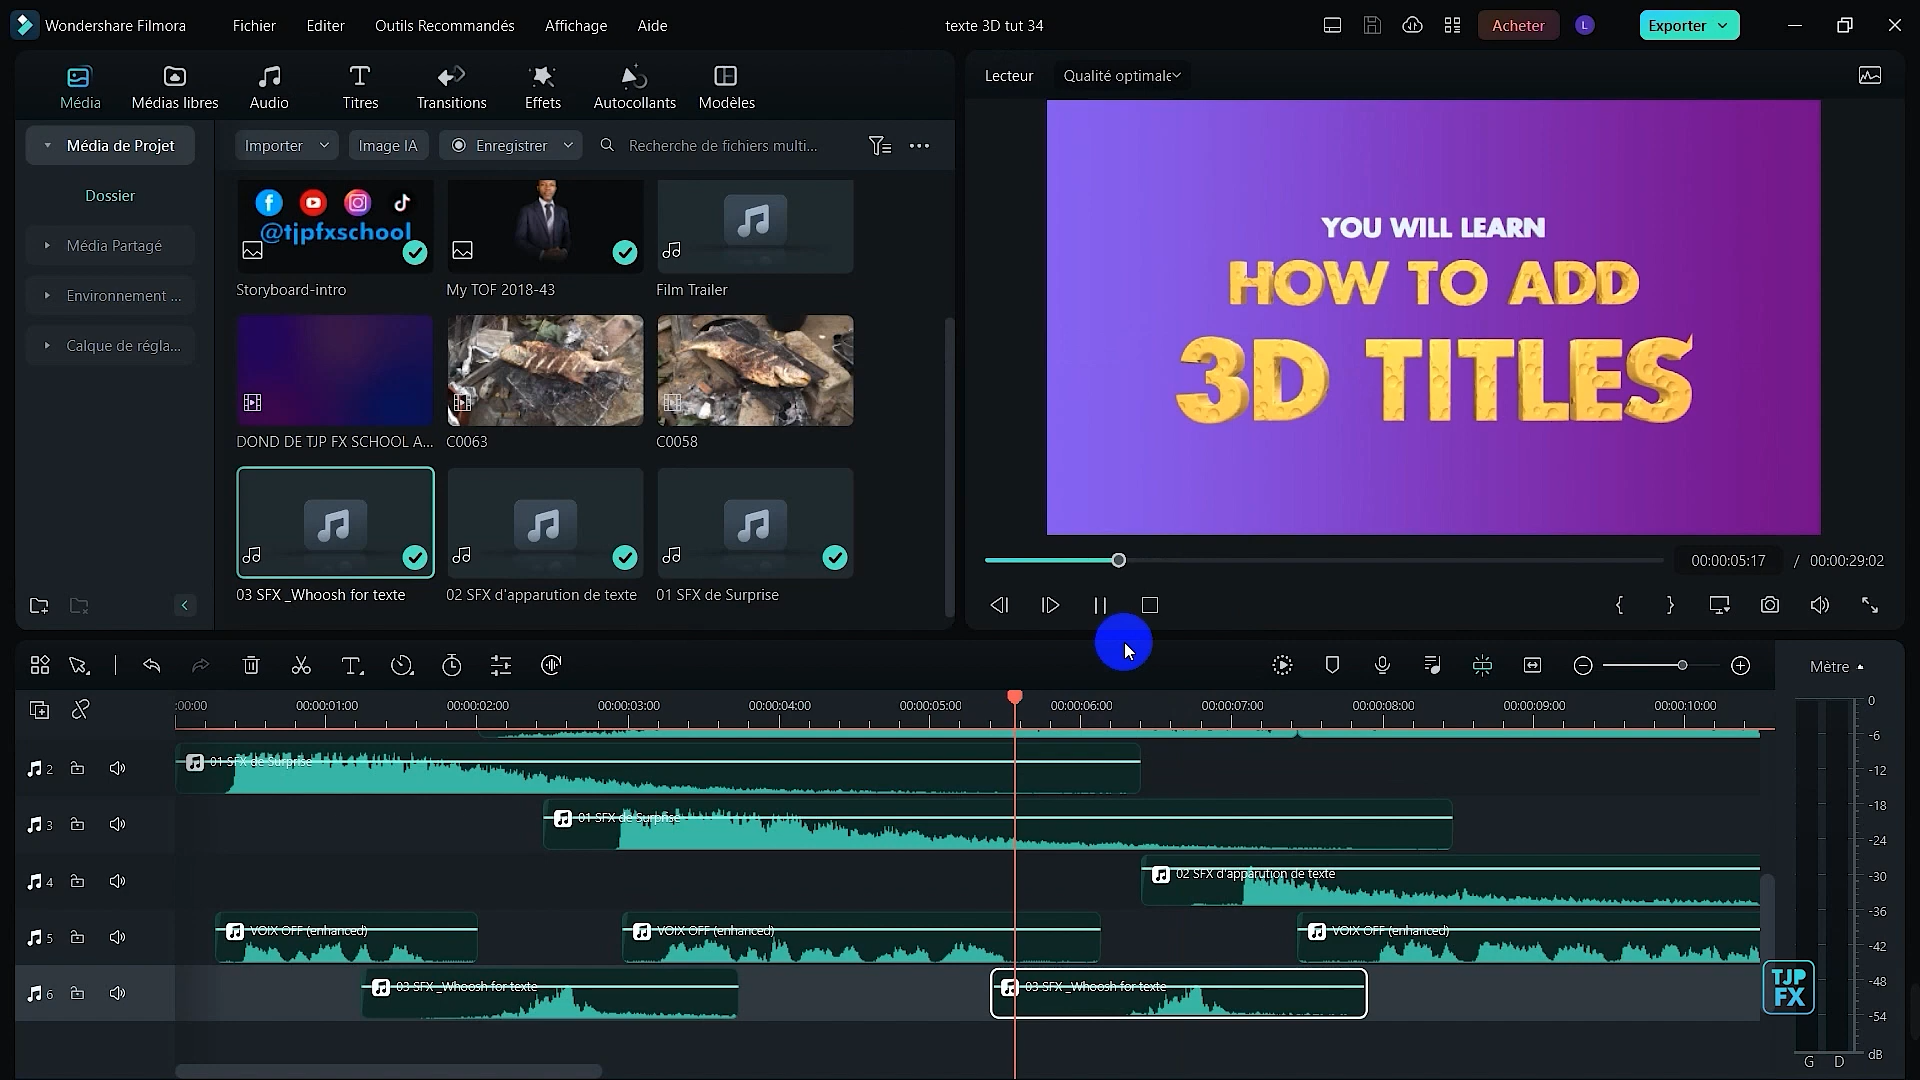 Wondershare Filmora
Fichier
Editer
Outils Recommandés
Affichage
Aide
texte 3D tut 34
Acheter
L
Exporter
Média
Médias libres
Audio
Titres
Transitions
Effets
Autocollants
Modèles
Lecteur
Qualité optimale
Média de Projet
Importer
Image IA
Enregistrer
Recherche de fichiers multi...
Dossier
Média Partagé
Environnement ...
Calque de régla...
@tjpfxschool
Storyboard-intro
My TOF 2018-43
Film Trailer
DOND DE TJP FX SCHOOL A...
C0063
C0058
03 SFX _Whoosh for texte
02 SFX d'apparution de texte
01 SFX de Surprise
YOU WILL LEARN
HOW TO ADD
3D TITLES
00:00:05:17 / 00:00:29:02
Mètre
:00:00
00:00:01:00
00:00:02:00
00:00:03:00
00:00:04:00
00:00:05:00
00:00:06:00
00:00:07:00
00:00:08:00
00:00:09:00
00:00:10:00
2
01 SFX de Surprise
3
01 SFX de Surprise
4
02 SFX d'apparution de texte
5
VOIX OFF (enhanced)
VOIX OFF (enhanced)
VOIX OFF (enhanced)
6
03 SFX _Whoosh for texte
03 SFX _Whoosh for texte
TJP
FX
0
-6
-12
-18
-24
-30
-36
-42
-48
-54
dB
G D